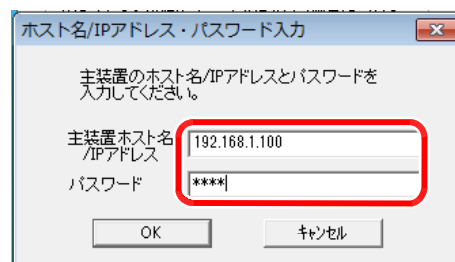 ホスト名/IPアドレス・パスワード入力
主装置のホスト名/IPアドレスとパスワードを
入力してください。
主装置ホスト名
/IPアドレス
192.168.1.100
パスワード
****
OK
キャンセル